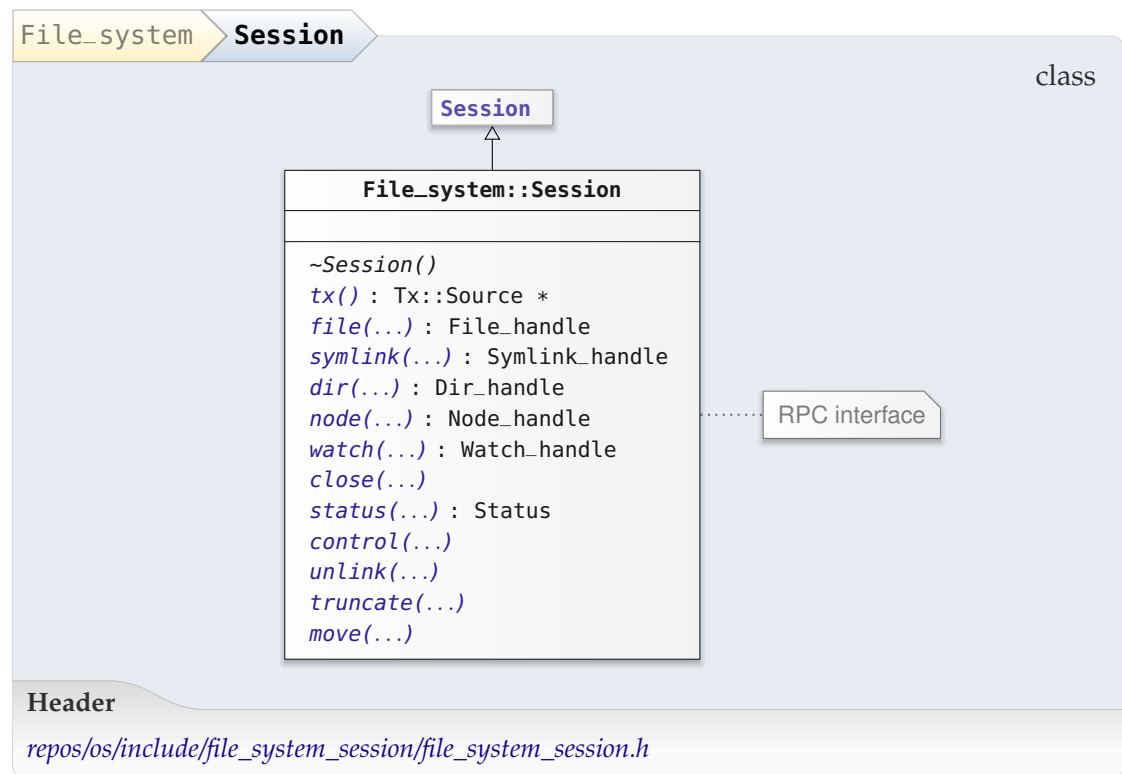 File_system Session
class
Session
File_system::Session
~Session()
tx() : Tx::Source *
file(...) : File_handle
symlink(...) : Symlink_handle
dir(...) : Dir_handle
node(...) : Node_handle
watch(...) : Watch_handle
close(...)
status(...) : Status
control(...)
unlink(...)
truncate(...)
move(...)
RPC interface
Header
repos/os/include/file_system_session/file_system_session.h